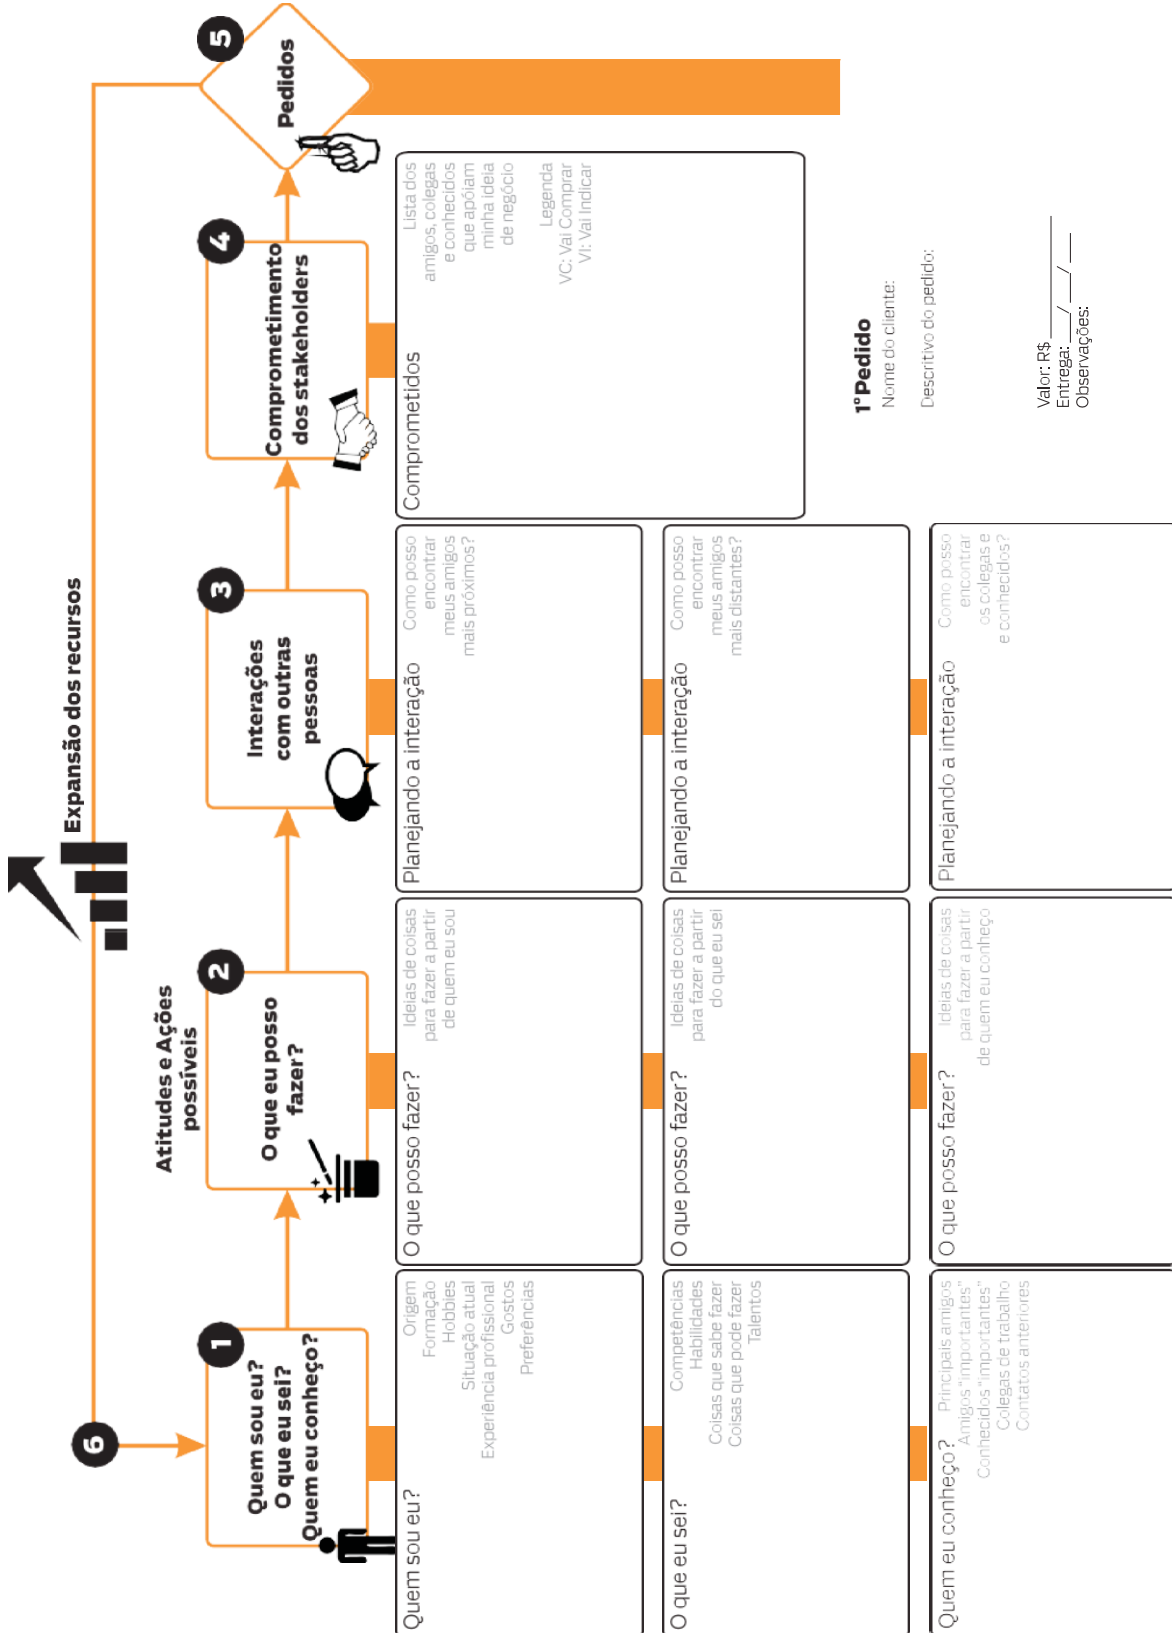 Expansão dos recursos
6
1
Quem sou eu?
O que eu sei?
Quem eu conheço?
Atitudes e Ações
possíveis
2
O que eu posso
fazer?
3
Interações
com outras
pessoas
4
Comprometimento
dos stakeholders
5
Pedidos
Quem sou eu?
Origem
Formação
Hobbies
Situação atual
Experiência profissional
Gostos
Preferências
O que posso fazer?
Ideias de coisas
para fazer a partir
de quem eu sou
Planejando a interação
Como posso
encontrar
meus amigos
mais próximos?
Comprometidos
Lista dos
amigos, colegas
e conhecidos
que apóiam
minha ideia
de negócio
Legenda
VC: Vai Comprar
VI: Vai Indicar
O que eu sei?
Competências
Habilidades
Coisas que sabe fazer
Coisas que pode fazer
Talentos
O que posso fazer?
Ideias de coisas
para fazer a partir
do que eu sei
Planejando a interação
Como posso
encontrar
meus amigos
mais distantes?
Quem eu conheço?
Principais amigos
Amigos "importantes"
Conhecidos "importantes"
Colegas de trabalho
Contatos anteriores
O que posso fazer?
Ideias de coisas
para fazer a partir
de quem eu conheço
Planejando a interação
Como posso
encontrar
os colegas e
e conhecidos?
1º Pedido
Nome do cliente:
Descritivo do pedido:
Valor: R$ ____________
Entrega: ___/___/___
Observações: